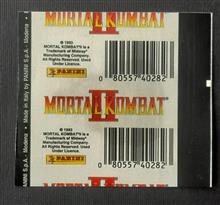 MORTAL KOMBAT
II
© 1993
MORTAL KOMBAT® is a
Trademark of Midway®
Manufacturing Company.
All Rights Reserved. Used
Under Licence.
PANINI
0 80557 40282
MORTAL KOMBAT
II
© 1993
MORTAL KOMBAT® is a
Trademark of Midway®
Manufacturing Company.
All Rights Reserved. Used
Under Licence.
PANINI
0 80557 40282
MORTAL KOMBAT
Made in Italy by PANINI S.p.A. - Modena